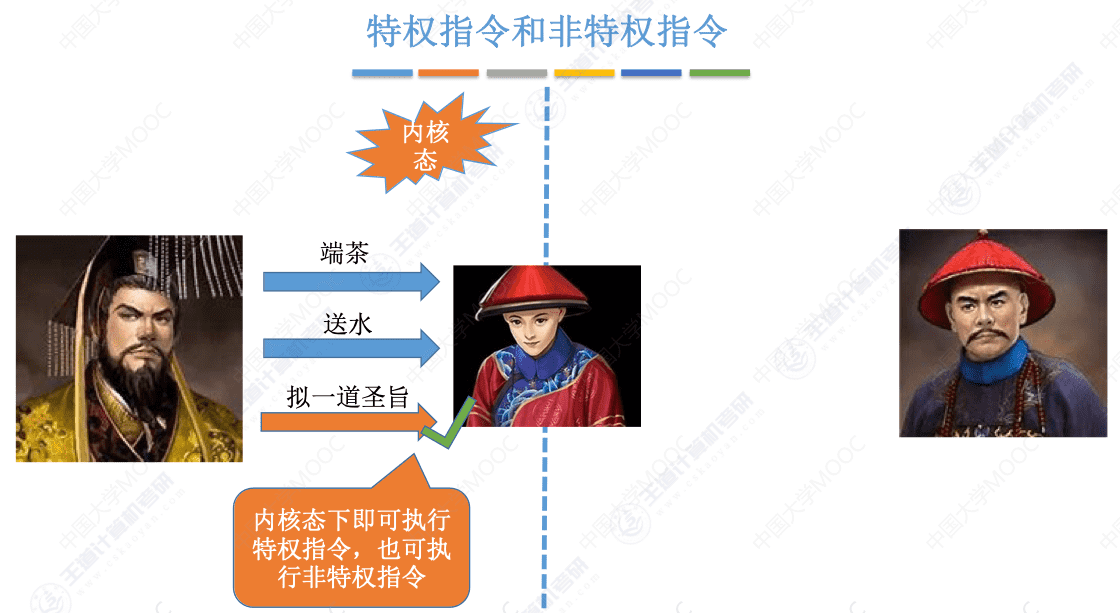 特权指令和非特权指令
内核
态
端茶
送水
拟一道圣旨
内核态下即可执行
特权指令，也可执
行非特权指令
中国大学MOOC
王道计算机考研
www.cskaoyan.com